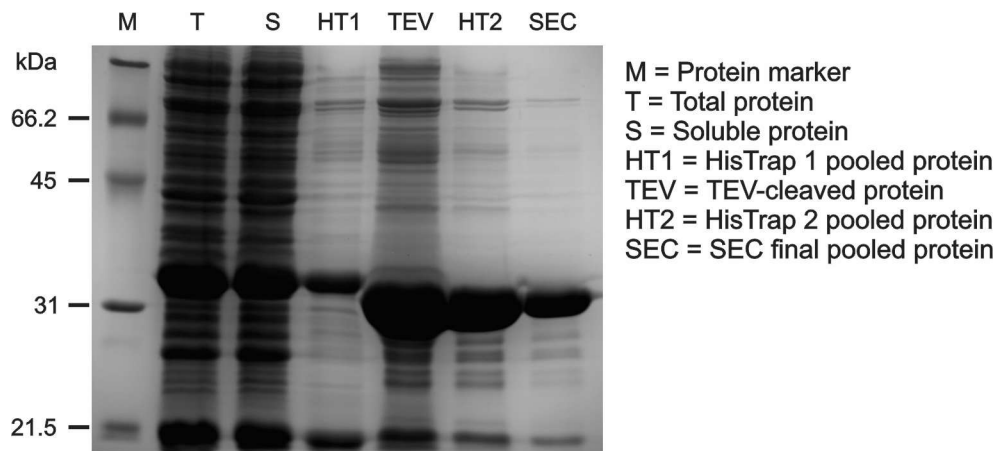 M T S HT1 TEV HT2 SEC
kDa
66.2
45
31
21.5
M = Protein marker
T = Total protein
S = Soluble protein
HT1 = HisTrap 1 pooled protein
TEV = TEV-cleaved protein
HT2 = HisTrap 2 pooled protein
SEC = SEC final pooled protein